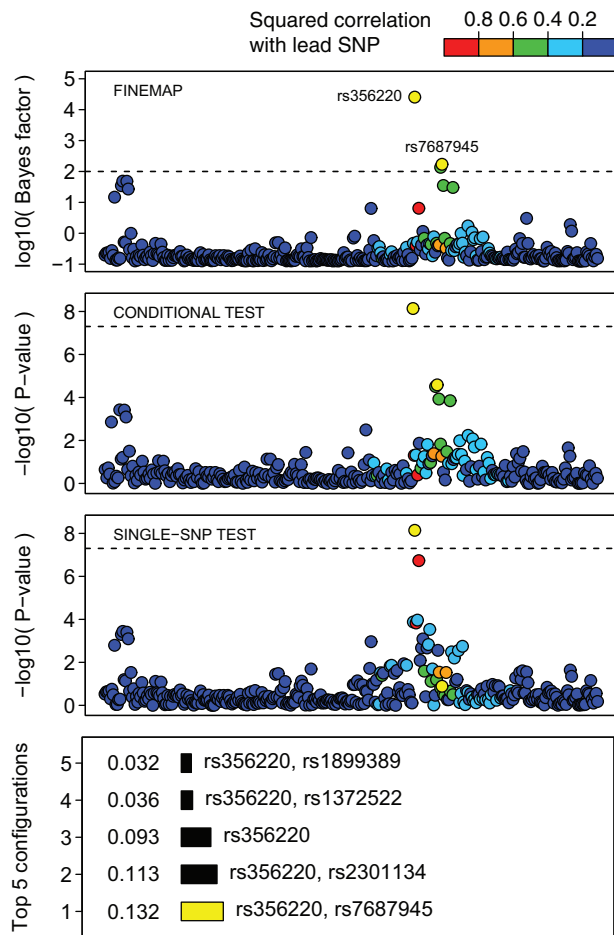 Squared correlation
with lead SNP
0.8 0.6 0.4 0.2
FINEMAP
rs356220
rs7687945
log10( Bayes factor )
5
4
3
2
1
0
−1
CONDITIONAL TEST
−log10( P−value )
8
6
4
2
0
SINGLE−SNP TEST
−log10( P−value )
8
6
4
2
0
Top 5 configurations
5 0.032 rs356220, rs1899389
4 0.036 rs356220, rs1372522
3 0.093 rs356220
2 0.113 rs356220, rs2301134
1 0.132 rs356220, rs7687945